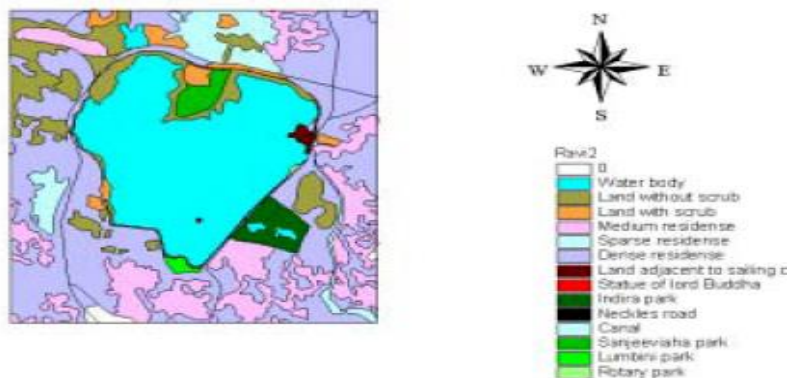 N
W E
S
Ravi2
0
Water body
Land without scrub
Land with scrub
Medium residense
Sparse residense
Dense residense
Land adjacent to sailing c
Statue of lord Buddha
Indira park
Neckles road
Canal
Sanjeeviaha park
Lumbini park
Rotary park